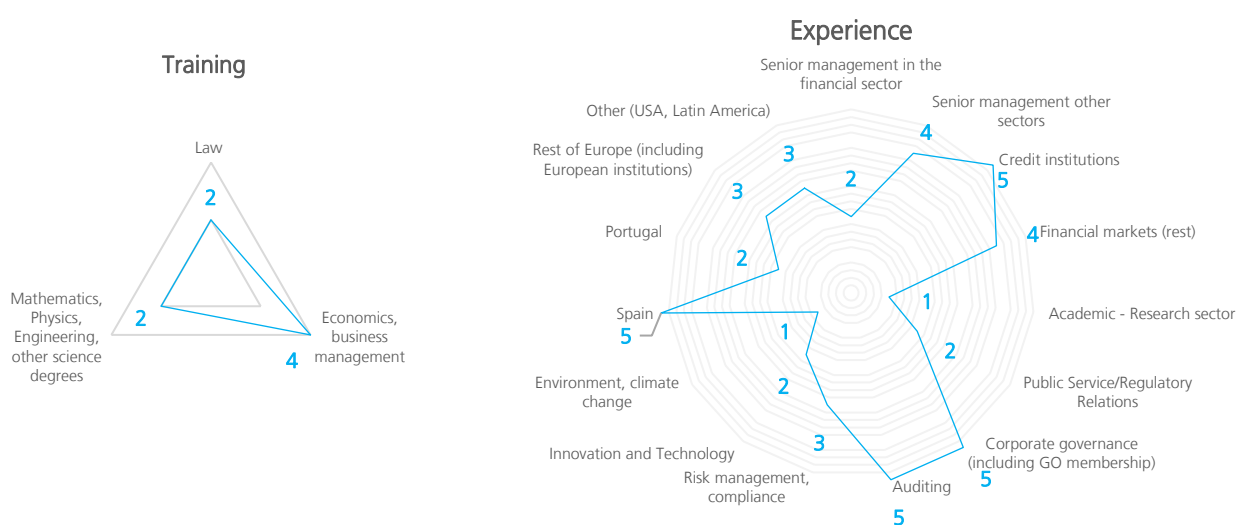 Training
Law
2
Mathematics,
Physics,
Engineering,
other science
degrees
2
Economics,
business
management
4
Experience
Senior management in the
financial sector
2
Senior management other
sectors
4
Credit institutions
5
Financial markets (rest)
4
Academic - Research sector
1
Public Service/Regulatory
Relations
2
Corporate governance
(including GO membership)
5
Auditing
5
Risk management,
compliance
3
Innovation and Technology
2
Environment, climate
change
1
Spain
5
Portugal
2
Rest of Europe (including
European institutions)
3
Other (USA, Latin America)
3